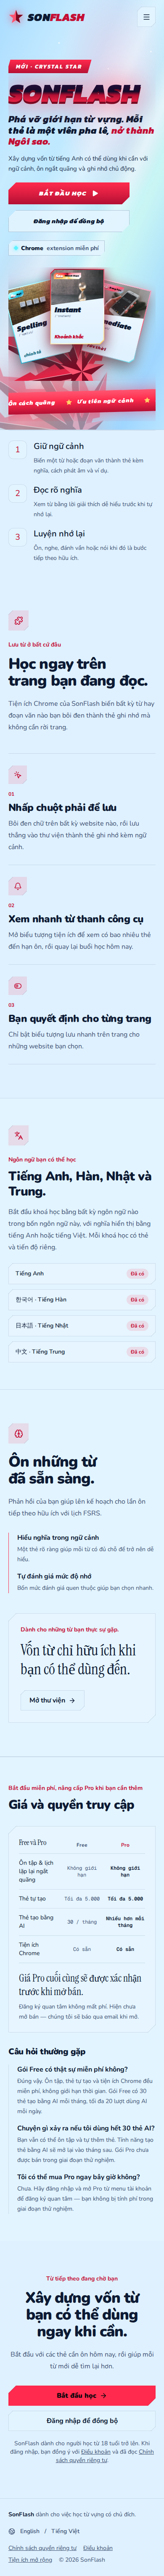 SONFLASH
MỚI · CRYSTAL STAR
SONFLASH
Phá vỡ giới hạn từ vựng. Mỗi
thẻ là một viên pha lê, nở thành
Ngôi sao.
Xây dựng vốn từ tiếng Anh có thể dùng khi cần với
quy trình có định, ôn ngắt quãng và ghi nhớ chủ động.
BẮT ĐẦU HỌC
Đăng nhập để đồng bộ
Chrome extension miễn phí
Spelling
Instant
Khoảnh khắc
Ôn cách quãng
Ưu tiên ngữ cảnh
1
Giữ ngữ cảnh
Biến một từ hoặc đoạn văn thành thẻ kèm
nghĩa, cách phát âm và ví dụ.
2
Đọc rõ nghĩa
Xem từ bằng lời giải thích dễ hiểu trước khi tự
nhớ lại.
3
Luyện nhớ lại
Ôn, nghe, đánh vần hoặc nói khi đó là bước
tiếp theo hữu ích.
Lưu từ ở bất cứ đâu
Học ngay trên
trang bạn đang đọc.
Tiện ích Chrome của SonFlash biến bất kỳ từ hay
đoạn văn nào bạn bôi đen thành thẻ ghi nhớ mà
không cần rời trang.
01
Nhấp chuột phải để lưu
Bôi đen chữ trên bất kỳ website nào, rồi lưu
thẳng vào thư viện thành thẻ ghi nhớ kèm ngữ
cảnh.
02
Xem nhanh từ thanh công cụ
Mở biểu tượng tiện ích để xem có bao nhiêu thẻ
đến hạn ôn, rồi quay lại buổi học hôm nay.
03
Bạn quyết định cho từng trang
Chỉ bật biểu tượng lưu nhanh trên trang cho
những website bạn chọn.
Ngôn ngữ bạn có thể học
Tiếng Anh, Hàn, Nhật và
Trung.
Bắt đầu khoá học bằng bất kỳ ngôn ngữ nào
trong bốn ngôn ngữ này, với nghĩa hiển thị bằng
tiếng Anh hoặc tiếng Việt. Mỗi khoá học có thẻ
và tiến độ riêng.
Tiếng Anh
Đã có
한국어 · Tiếng Hàn
Đã có
日本語 · Tiếng Nhật
Đã có
中文 · Tiếng Trung
Đã có
Ôn những từ
đã sẵn sàng.
Phản hồi của bạn giúp lên kế hoạch cho lần ôn
tiếp theo hữu ích với lịch FSRS.
Hiểu nghĩa trong ngữ cảnh
Một thẻ rõ ràng giúp mỗi từ có đủ chỗ để trở nên dễ
hiểu.
Tự đánh giá mức độ nhớ
Bốn mức đánh giá quen thuộc giúp bạn chạy nhanh.
Dành cho những từ bạn thực sự gặp.
Vốn từ chỉ hữu ích khi
bạn có thể dùng đến.
Mở thư viện →
Bắt đầu miễn phí, nâng cấp Pro khi bạn cần thêm
Giá và quyền truy cập
Free và Pro
Free
Pro
Ôn tập & lịch
lặp lại ngắt
quãng
Không giới
hạn
Không giới
hạn
Thẻ tự tạo
Tối đa 5.000
Tối đa 5.000
Thẻ tạo bằng
AI
30 / tháng
Nhiều hơn mỗi
tháng
Tiện ích
Chrome
Có sẵn
Có sẵn
Giá Pro cuối cùng sẽ được xác nhận
trước khi mở bán.
Đăng ký quan tâm không mất phí. Hiện chưa
mở bán — chúng tôi sẽ báo qua email khi mở.
Câu hỏi thường gặp
Gói Free có thật sự miễn phí không?
Đúng vậy. Ôn tập, thẻ tự tạo và tiện ích Chrome đều
miễn phí, không giới hạn thời gian. Gói Free có 30
thẻ tạo bằng AI mỗi tháng, tối đa 20 lượt dùng AI
mỗi ngày.
Chuyện gì xảy ra nếu tôi dùng hết 30 thẻ AI?
Bạn vẫn có thể ôn tập và tự thêm thẻ. Tính năng tạo
thẻ bằng AI sẽ mở lại vào tháng sau. Gói Pro chưa
được bán trong giai đoạn thử nghiệm.
Tôi có thể mua Pro ngay bây giờ không?
Chưa. Hãy đăng nhập và mở Pro từ menu tài khoản
để đăng ký quan tâm — bạn không bị tính phí trong
giai đoạn thử nghiệm.
Từ tiếp theo đang chờ bạn
Xây dựng vốn từ
bạn có thể dùng
ngay khi cần.
Bắt đầu với các thẻ cần ôn hôm nay, rồi giúp mỗi
từ mới dễ tìm lại hơn.
Bắt đầu học →
Đăng nhập để đồng bộ
SonFlash dành cho người học từ 18 tuổi trở lên. Khi
đăng nhập, bạn đồng ý với Điều khoản và đã đọc Chính
sách quyền riêng tư.
SonFlash dành cho việc học từ vựng có chủ đích.
English / Tiếng Việt
Chính sách quyền riêng tư Điều khoản
Tiện ích mở rộng © 2026 SonFlash